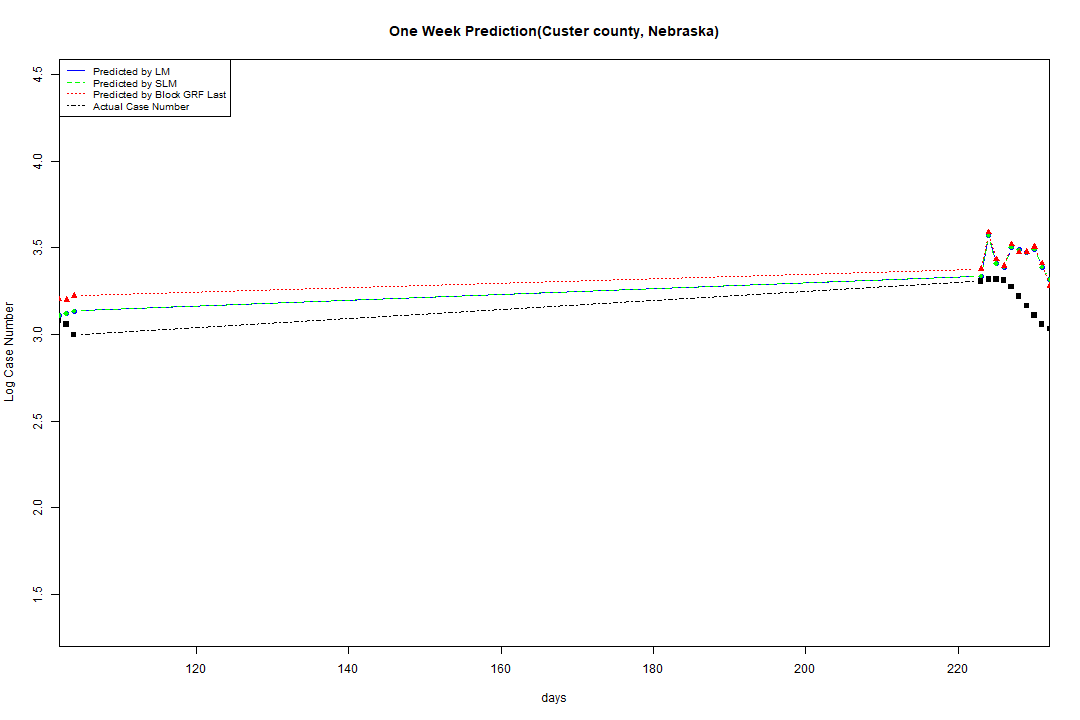 One Week Prediction(Custer county, Nebraska)
Predicted by LM
Predicted by SLM
Predicted by Block GRF Last
Actual Case Number
Log Case Number
4.5
4.0
3.5
3.0
2.5
2.0
1.5
120 140 160 180 200 220
days